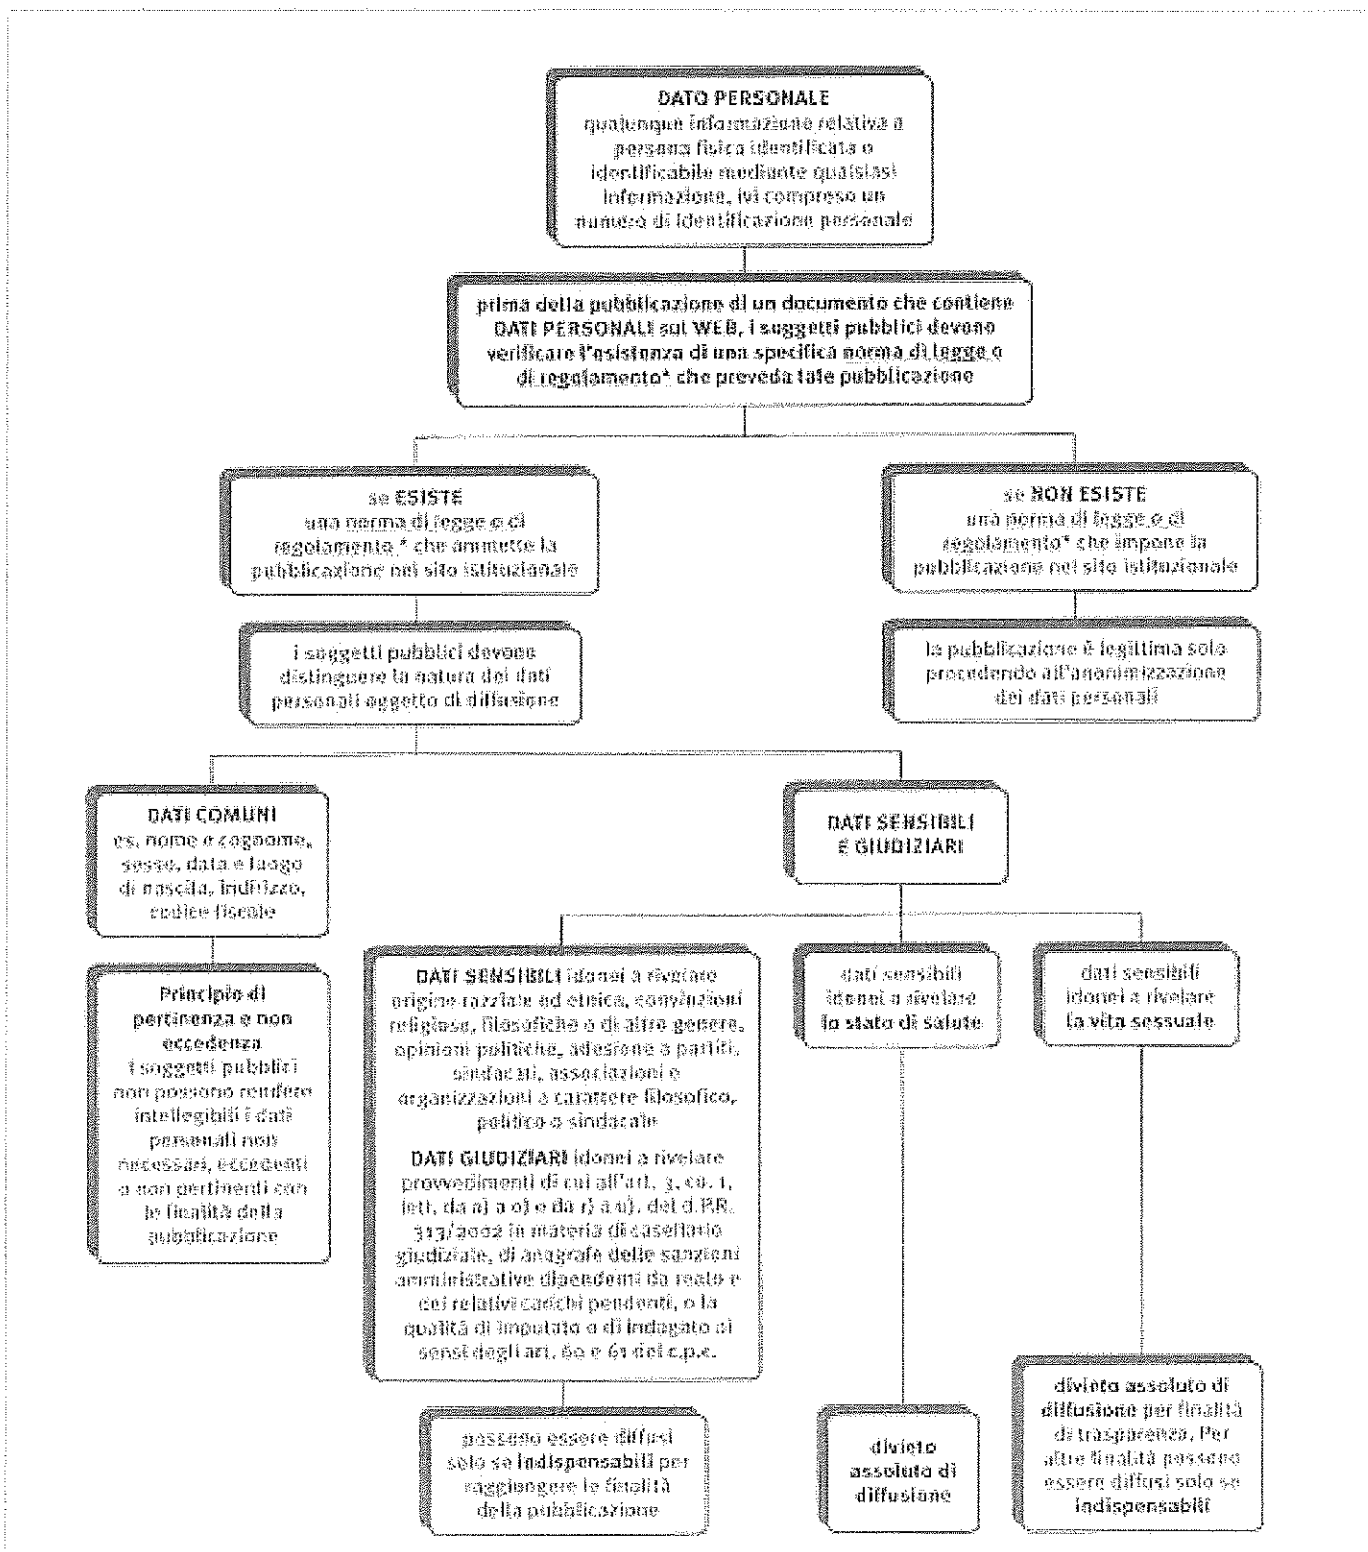 DATO PERSONALE
qualunque informazione relativa a
persona fisica identificata o
identificabile mediante qualsiasi
informazione, ivi compreso un
numero di identificazione personale
prima della pubblicazione di un documento che contiene
DATI PERSONALI sul WEB, i soggetti pubblici devono
verificare l'esistenza di una specifica norma di legge o
di regolamento* che preveda tale pubblicazione
se ESISTE
una norma di legge o di
regolamento * che ammette la
pubblicazione nel sito istituzionale
se NON ESISTE
una norma di legge o di
regolamento* che impone la
pubblicazione nel sito istituzionale
i soggetti pubblici devono
distinguere la natura dei dati
personali oggetto di diffusione
la pubblicazione è legittima solo
procedendo all'anonimizzazione
dei dati personali
DATI COMUNI
es. nome e cognome,
sesso, data e luogo
di nascita, indirizzo,
codice fiscale
DATI SENSIBILI
E GIUDIZIARI
Principio di
pertinenza e non
eccedenza
I soggetti pubblici
non possono rendere
intellegibili i dati
personali non
necessari, eccedenti
o non pertinenti con
le finalità della
pubblicazione
DATI SENSIBILI idonei a rivelare
origine razziale ed etnica, convinzioni
religiose, filosofiche o di altro genere,
opinioni politiche, adesione a partiti,
sindacati, associazioni o
organizzazioni a carattere filosofico,
politico o sindacale
DATI GIUDIZIARI idonei a rivelare
provvedimenti di cui all'art. 3, co. 1,
lett. da a) a o) e da r) a u), del d.P.R.
313/2002 in materia di casellario
giudiziale, di anagrafe delle sanzioni
amministrative dipendenti da reato e
dei relativi carichi pendenti, o la
qualità di imputato o di indagato ai
sensi degli art. 60 e 61 del c.p.c.
dati sensibili
idonei a rivelare
lo stato di salute
dati sensibili
idonei a rivelare
la vita sessuale
possono essere diffusi
solo se indispensabili per
raggiungere le finalità
della pubblicazione
divieto
assoluto di
diffusione
divieto assoluto di
diffusione per finalità
di trasparenza. Per
altre finalità possono
essere diffusi solo se
indispensabili